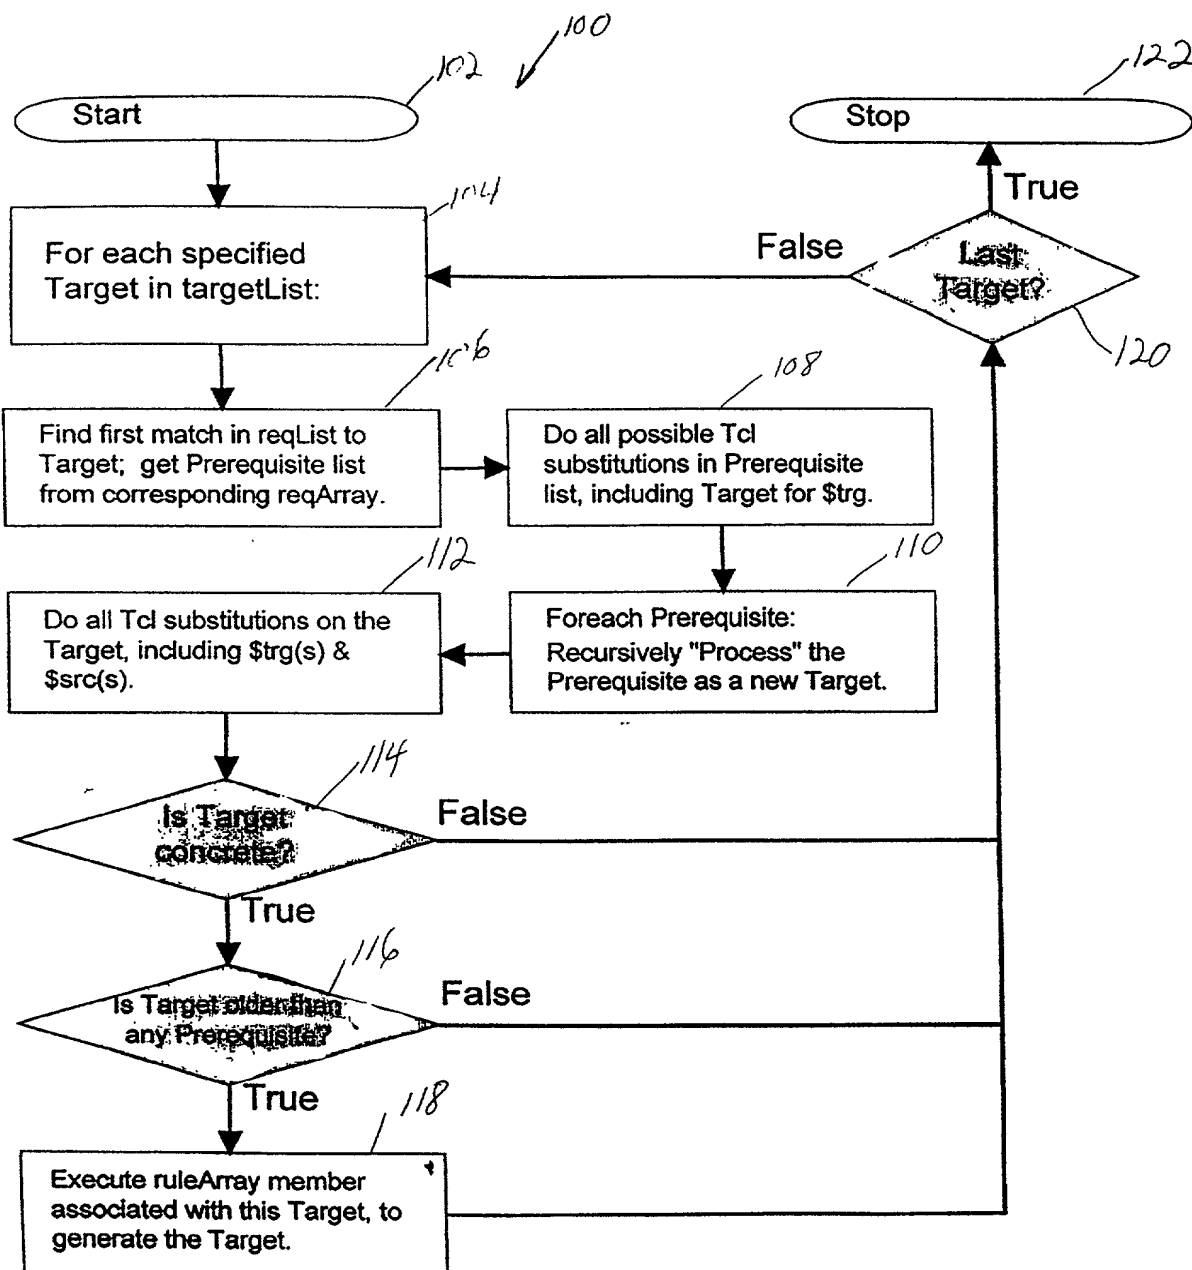 100
102
Start
122
Stop
True
104
For each specified
Target in targetList:
False
Last
Target?
120
106
Find first match in reqList to
Target; get Prerequisite list
from corresponding reqArray.
108
Do all possible Tcl
substitutions in Prerequisite
list, including Target for $trg.
112
Do all Tcl substitutions on the
Target, including $trg(s) &
$src(s).
110
Foreach Prerequisite:
Recursively "Process" the
Prerequisite as a new Target.
114
Is Target
concrete?
False
True
116
Is Target older than
any Prerequisite?
False
True
118
Execute ruleArray member
associated with this Target, to
generate the Target.